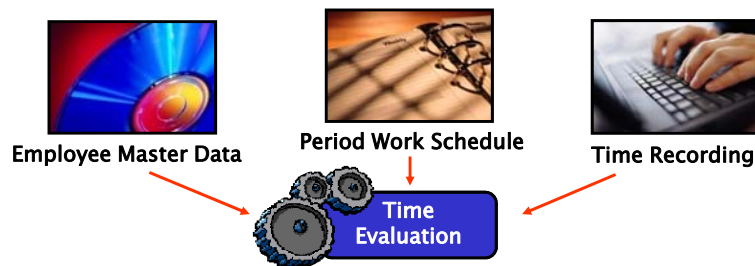 Employee Master Data
Period Work Schedule
Time Recording
Time
Evaluation